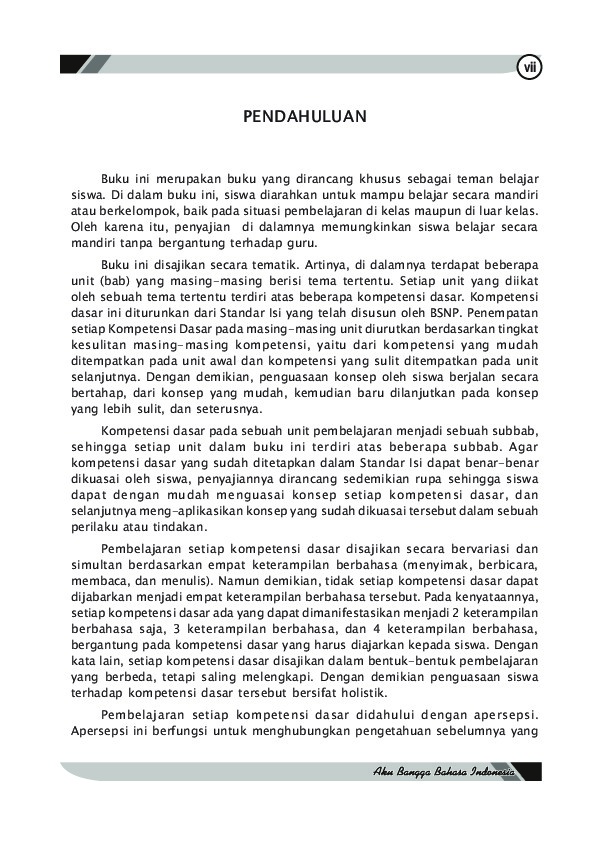 vii
PENDAHULUAN
Buku ini merupakan buku yang dirancang khusus sebagai teman belajar
siswa. Di dalam buku ini, siswa diarahkan untuk mampu belajar secara mandiri
atau berkelompok, baik pada situasi pembelajaran di kelas maupun di luar kelas.
Oleh karena itu, penyajian di dalamnya memungkinkan siswa belajar secara
mandiri tanpa bergantung terhadap guru.
Buku ini disajikan secara tematik. Artinya, di dalamnya terdapat beberapa
unit (bab) yang masing-masing berisi tema tertentu. Setiap unit yang diikat
oleh sebuah tema tertentu terdiri atas beberapa kompetensi dasar. Kompetensi
dasar ini diturunkan dari Standar Isi yang telah disusun oleh BSNP. Penempatan
setiap Kompetensi Dasar pada masing-masing unit diurutkan berdasarkan tingkat
kesulitan masing-masing kompetensi, yaitu dari kompetensi yang mudah
ditempatkan pada unit awal dan kompetensi yang sulit ditempatkan pada unit
selanjutnya. Dengan demikian, penguasaan konsep oleh siswa berjalan secara
bertahap, dari konsep yang mudah, kemudian baru dilanjutkan pada konsep
yang lebih sulit, dan seterusnya.
Kompetensi dasar pada sebuah unit pembelajaran menjadi sebuah subbab,
sehingga setiap unit dalam buku ini terdiri atas beberapa subbab. Agar
kompetensi dasar yang sudah ditetapkan dalam Standar Isi dapat benar-benar
dikuasai oleh siswa, penyajiannya dirancang sedemikian rupa sehingga siswa
dapat dengan mudah menguasai konsep setiap kompetensi dasar, dan
selanjutnya meng-aplikasikan konsep yang sudah dikuasai tersebut dalam sebuah
perilaku atau tindakan.
Pembelajaran setiap kompetensi dasar disajikan secara bervariasi dan
simultan berdasarkan empat keterampilan berbahasa (menyimak, berbicara,
membaca, dan menulis). Namun demikian, tidak setiap kompetensi dasar dapat
dijabarkan menjadi empat keterampilan berbahasa tersebut. Pada kenyataannya,
setiap kompetensi dasar ada yang dapat dimanifestasikan menjadi 2 keterampilan
berbahasa saja, 3 keterampilan berbahasa, dan 4 keterampilan berbahasa,
bergantung pada kompetensi dasar yang harus diajarkan kepada siswa. Dengan
kata lain, setiap kompetensi dasar disajikan dalam bentuk-bentuk pembelajaran
yang berbeda, tetapi saling melengkapi. Dengan demikian penguasaan siswa
terhadap kompetensi dasar tersebut bersifat holistik.
Pembelajaran setiap kompetensi dasar didahului dengan apersepsi.
Apersepsi ini berfungsi untuk menghubungkan pengetahuan sebelumnya yang
Aku Bangga Bahasa Indonesia